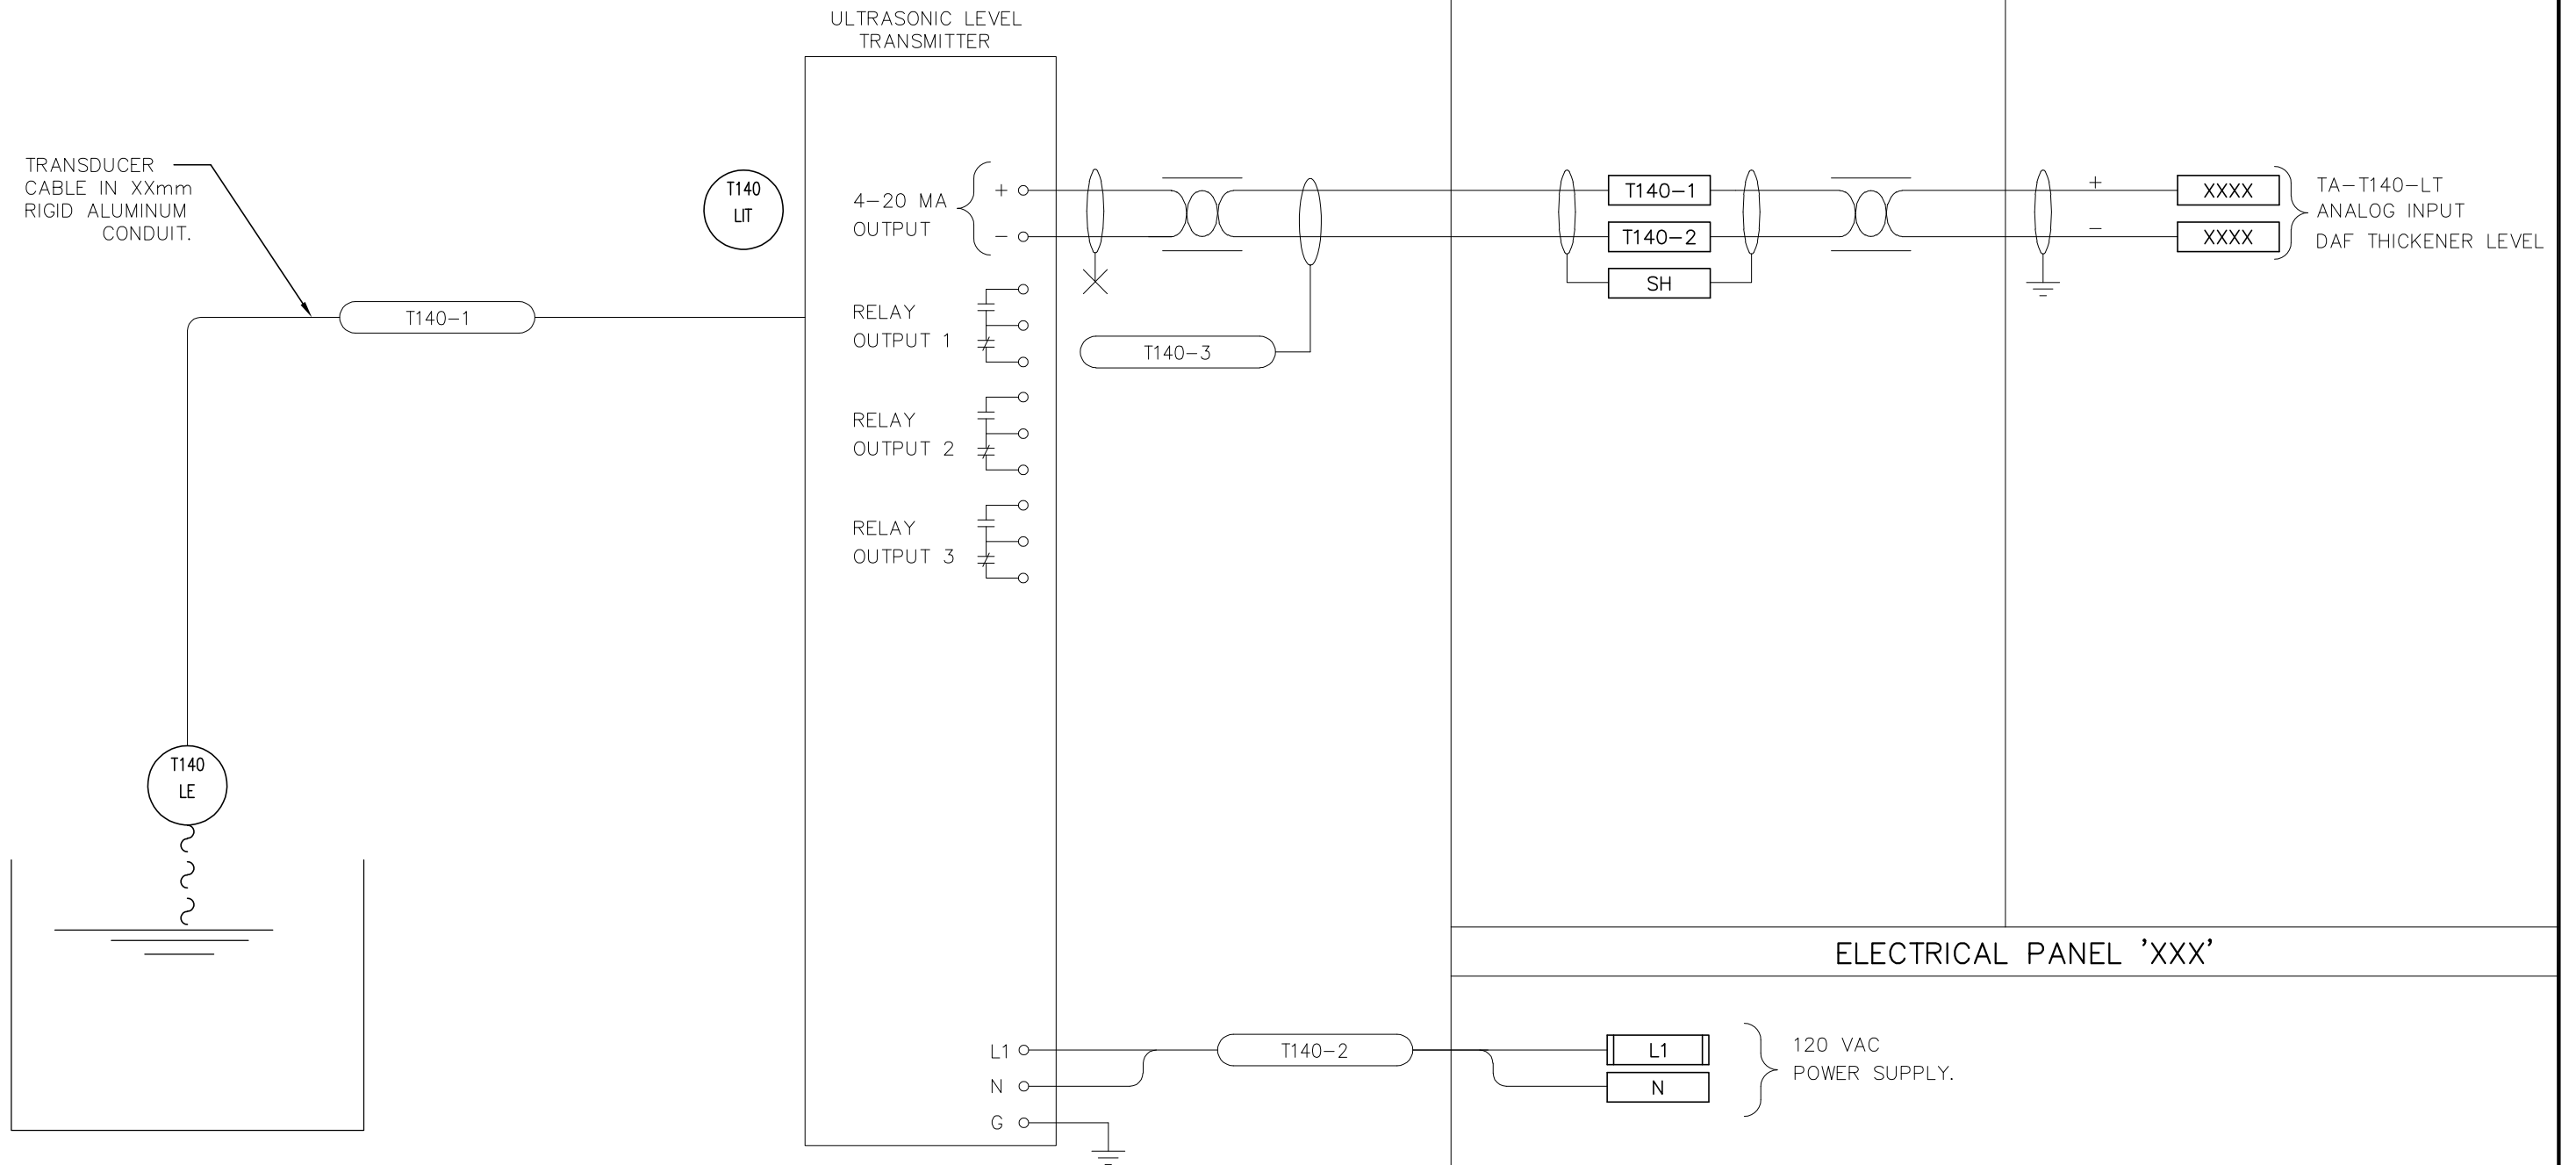 ULTRASONIC LEVEL
TRANSMITTER
TRANSDUCER
CABLE IN XXmm
RIGID ALUMINUM
CONDUIT.
T140-1
T140
LIT
T140
LE
4-20 MA
OUTPUT
+
-
RELAY
OUTPUT 1
RELAY
OUTPUT 2
RELAY
OUTPUT 3
L1
N
G
T140-3
T140-2
T140-1
T140-2
SH
+
-
XXXX
XXXX
TA-T140-LT
ANALOG INPUT
DAF THICKENER LEVEL
ELECTRICAL PANEL 'XXX'
L1
N
120 VAC
POWER SUPPLY.